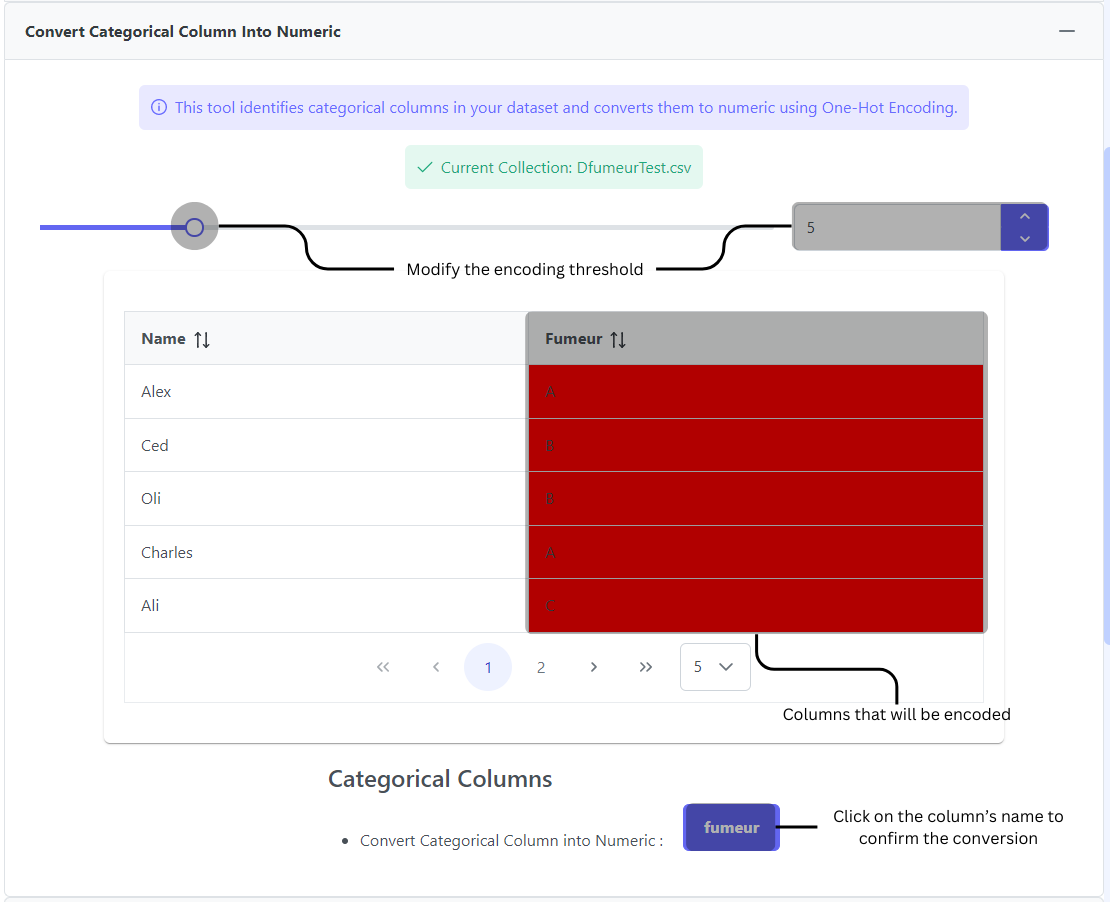 Convert Categorical Column Into Numeric
This tool identifies categorical columns in your dataset and converts them to numeric using One-Hot Encoding.
Current Collection: DfumeurTest.csv
5
Modify the encoding threshold
Name Fumeur
Alex A
Ced B
Oli B
Charles A
Ali C
1 2 5
Columns that will be encoded
Categorical Columns
Convert Categorical Column into Numeric : fumeur
Click on the column’s name to
confirm the conversion